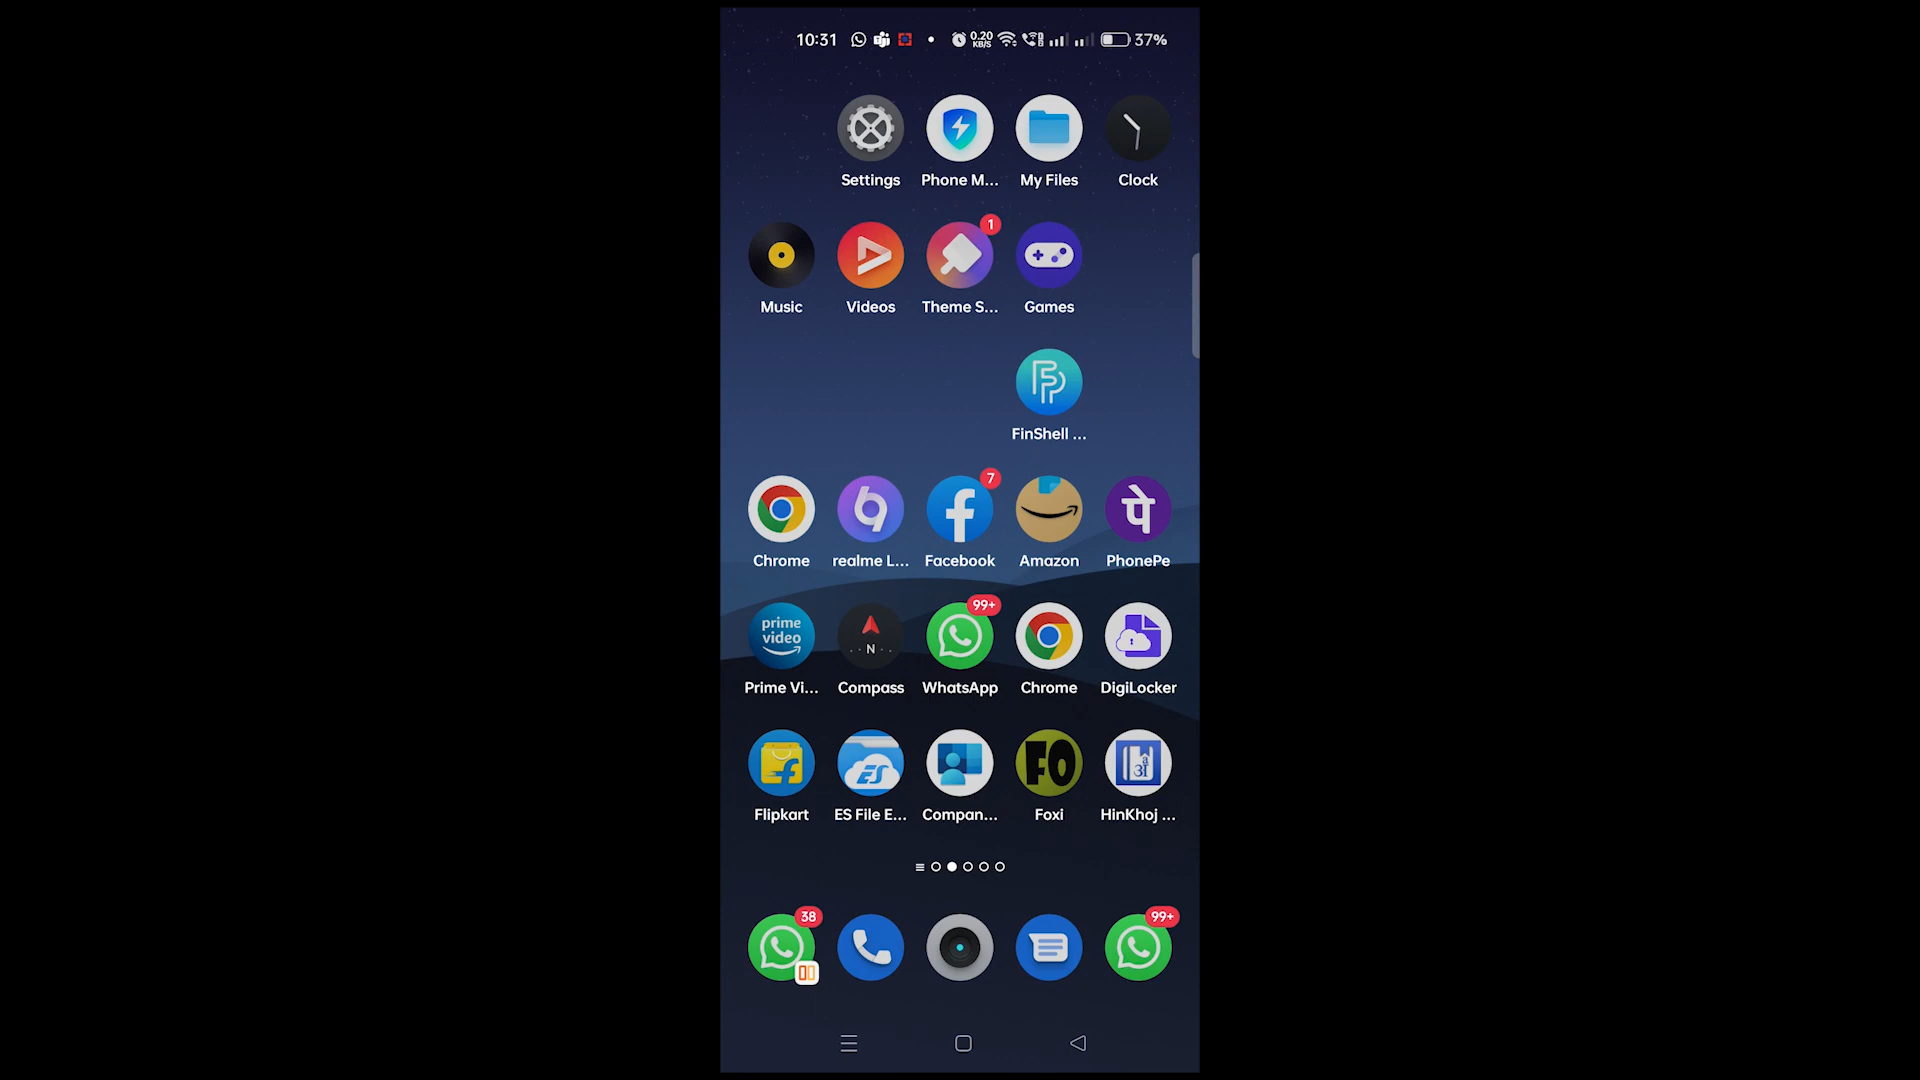 10:31 0.20 KB/S 37%
Settings Phone M... My Files Clock
1
Music Videos Theme S... Games
FinShell ...
7
पे
Chrome realme L... Facebook Amazon PhonePe
99+
prime video
N
Prime Vi... Compass WhatsApp Chrome DigiLocker
ES FO अ a
Flipkart ES File E... Compan... Foxi HinKhoj ...
38 99+